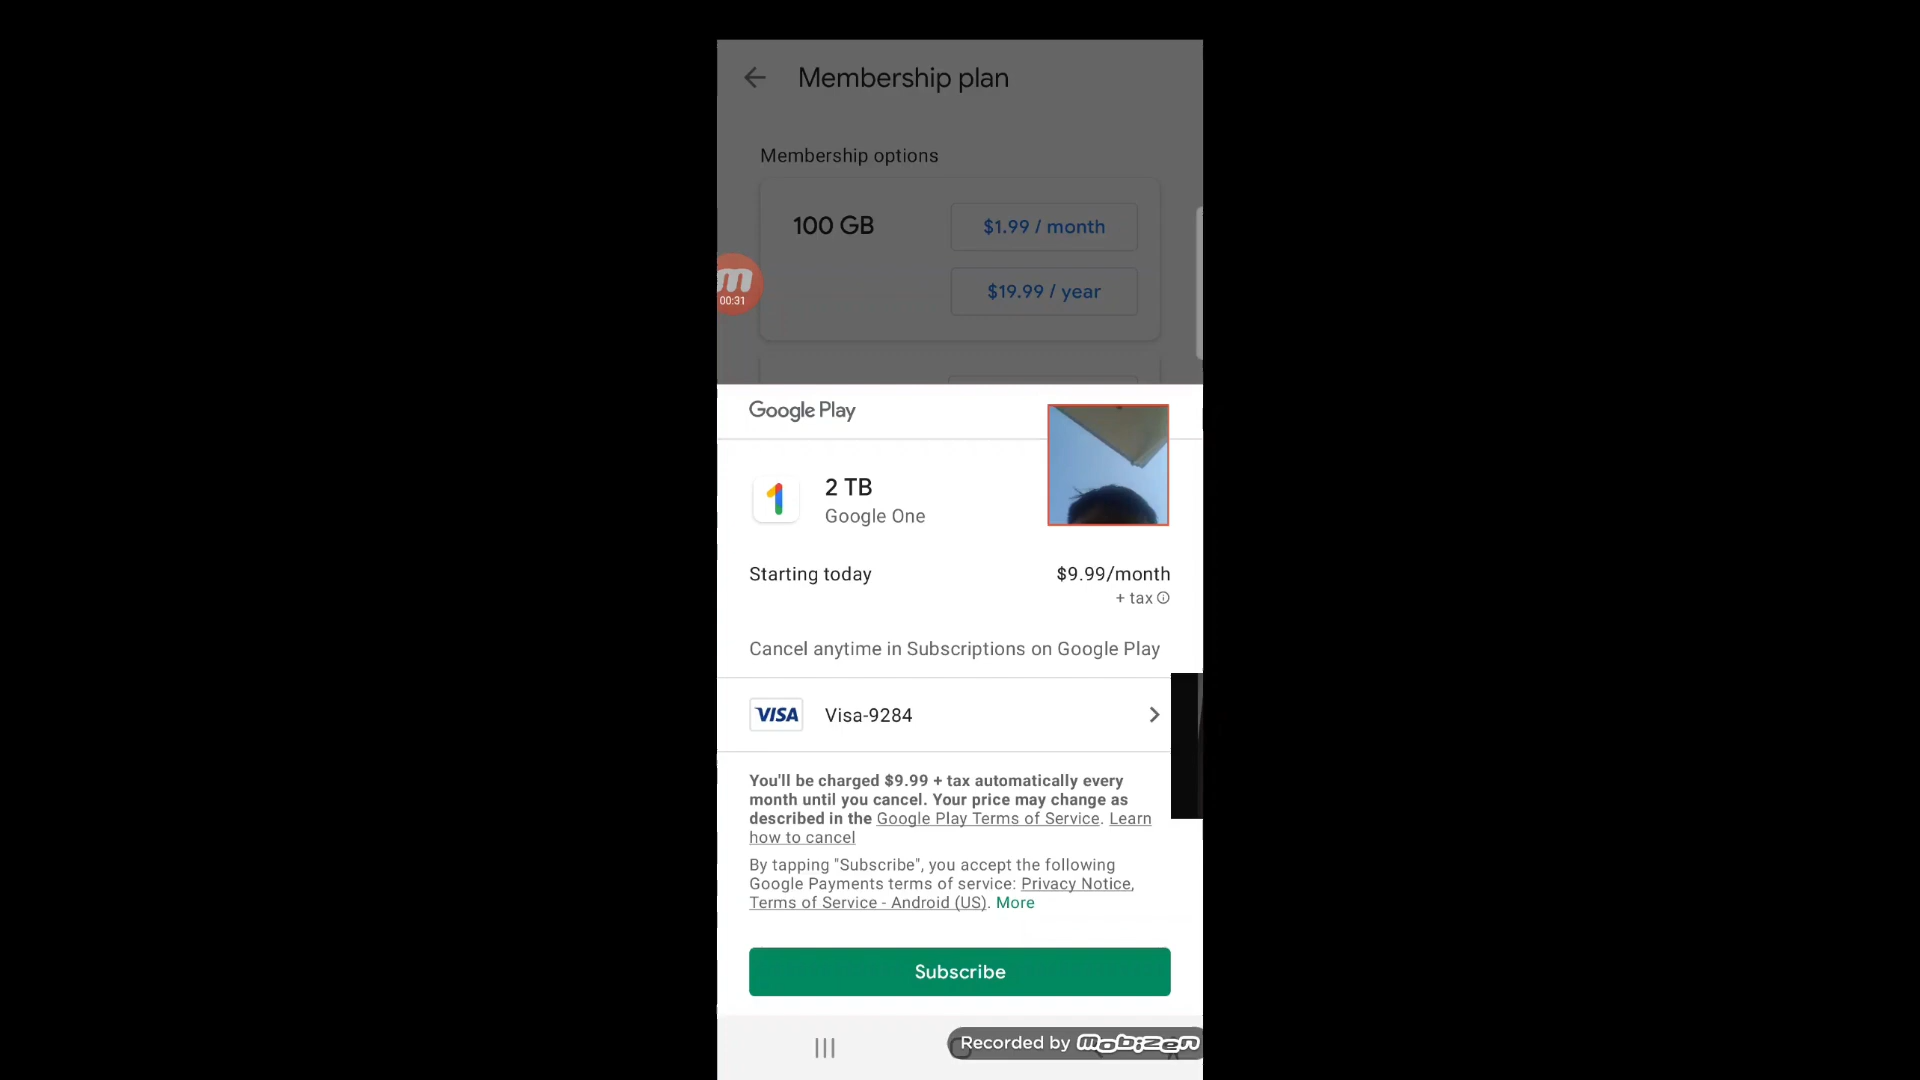 Membership plan
Membership options
100 GB
$1.99 / month
$19.99 / year
m
00:31
Google Play
1
2 TB
Google One
Starting today
$9.99/month
+ tax
Cancel anytime in Subscriptions on Google Play
VISA
Visa-9284
You'll be charged $9.99 + tax automatically every
month until you cancel. Your price may change as
described in the Google Play Terms of Service. Learn
how to cancel
By tapping "Subscribe", you accept the following
Google Payments terms of service: Privacy Notice,
Terms of Service - Android (US). More
Subscribe
Recorded by mobizen